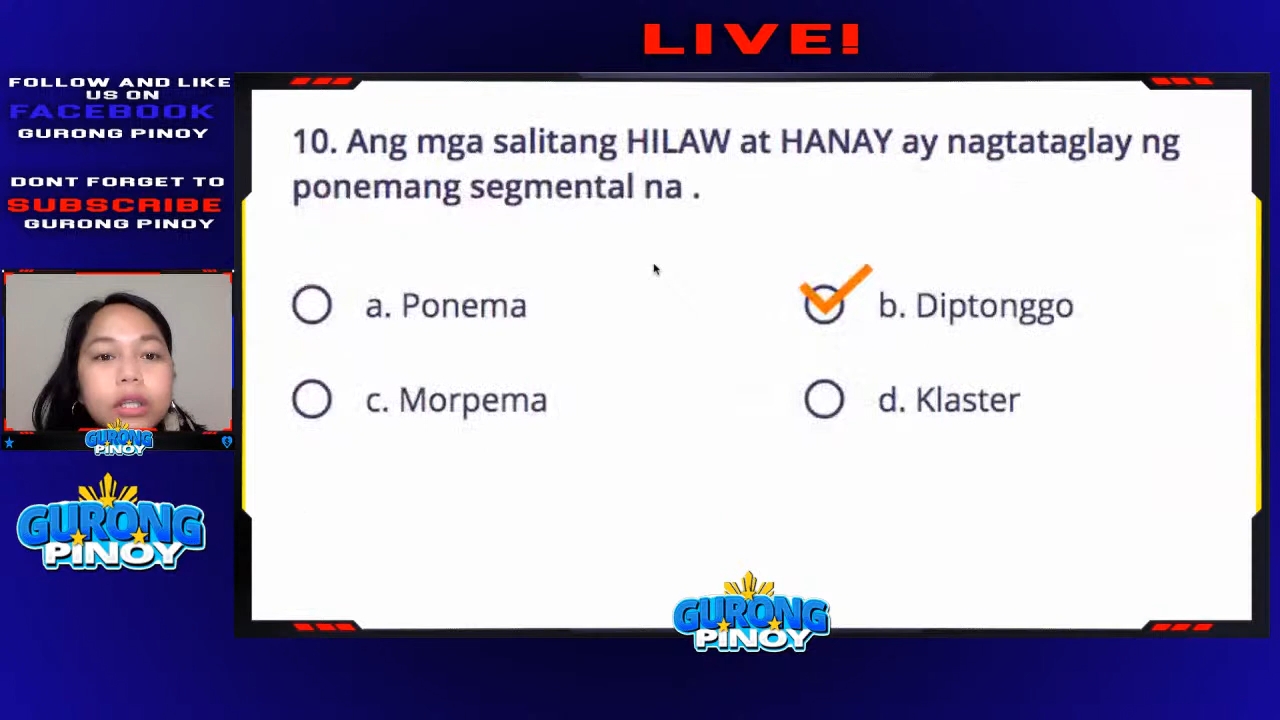 LIVE!
FOLLOW AND LIKE
US ON
FACEBOOK
GURONG PINOY
DONT FORGET TO
SUBSCRIBE
GURONG PINOY
10. Ang mga salitang HILAW at HANAY ay nagtataglay ng
ponemang segmental na .
a. Ponema
b. Diptonggo
c. Morpema
d. Klaster
GURONG
PINOY
GURONG
PINOY
GURONG
PINOY